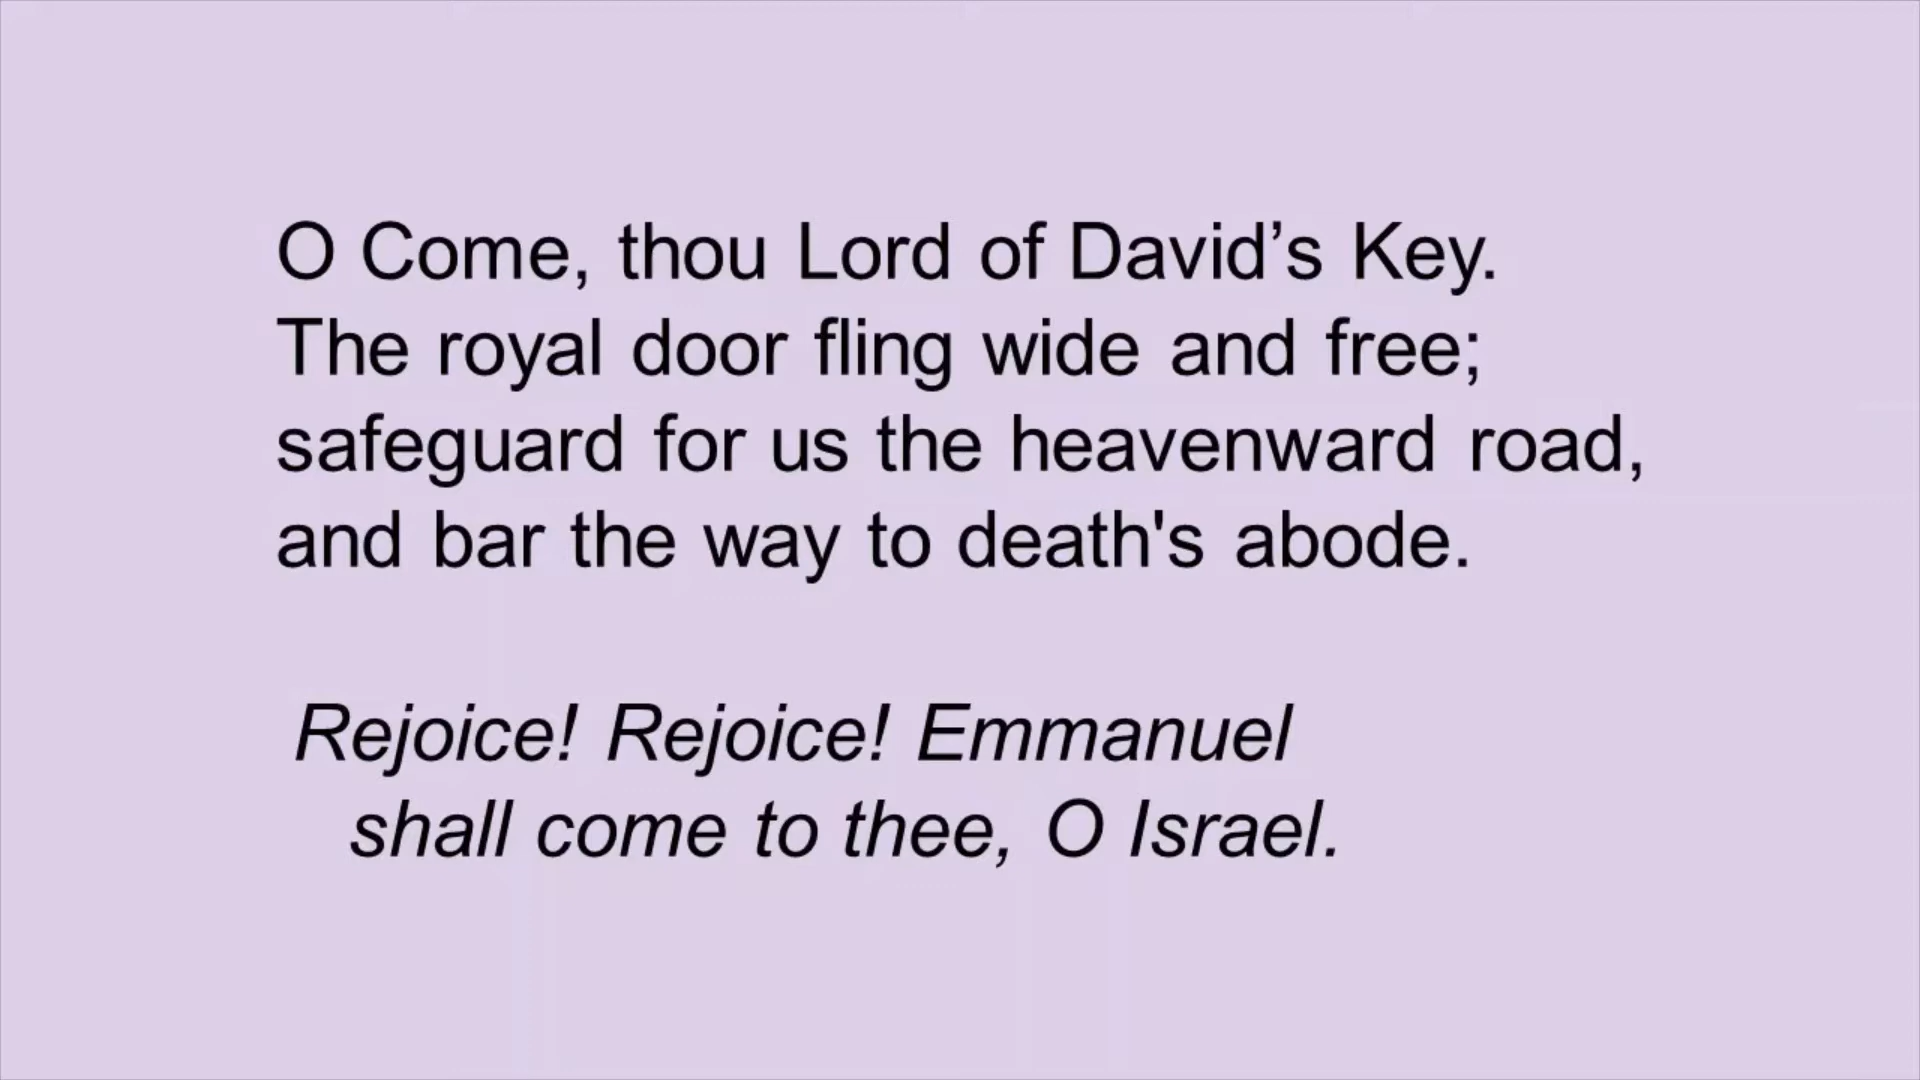 O Come, thou Lord of David’s Key.
The royal door fling wide and free;
safeguard for us the heavenward road,
and bar the way to death's abode.
Rejoice! Rejoice! Emmanuel
shall come to thee, O Israel.